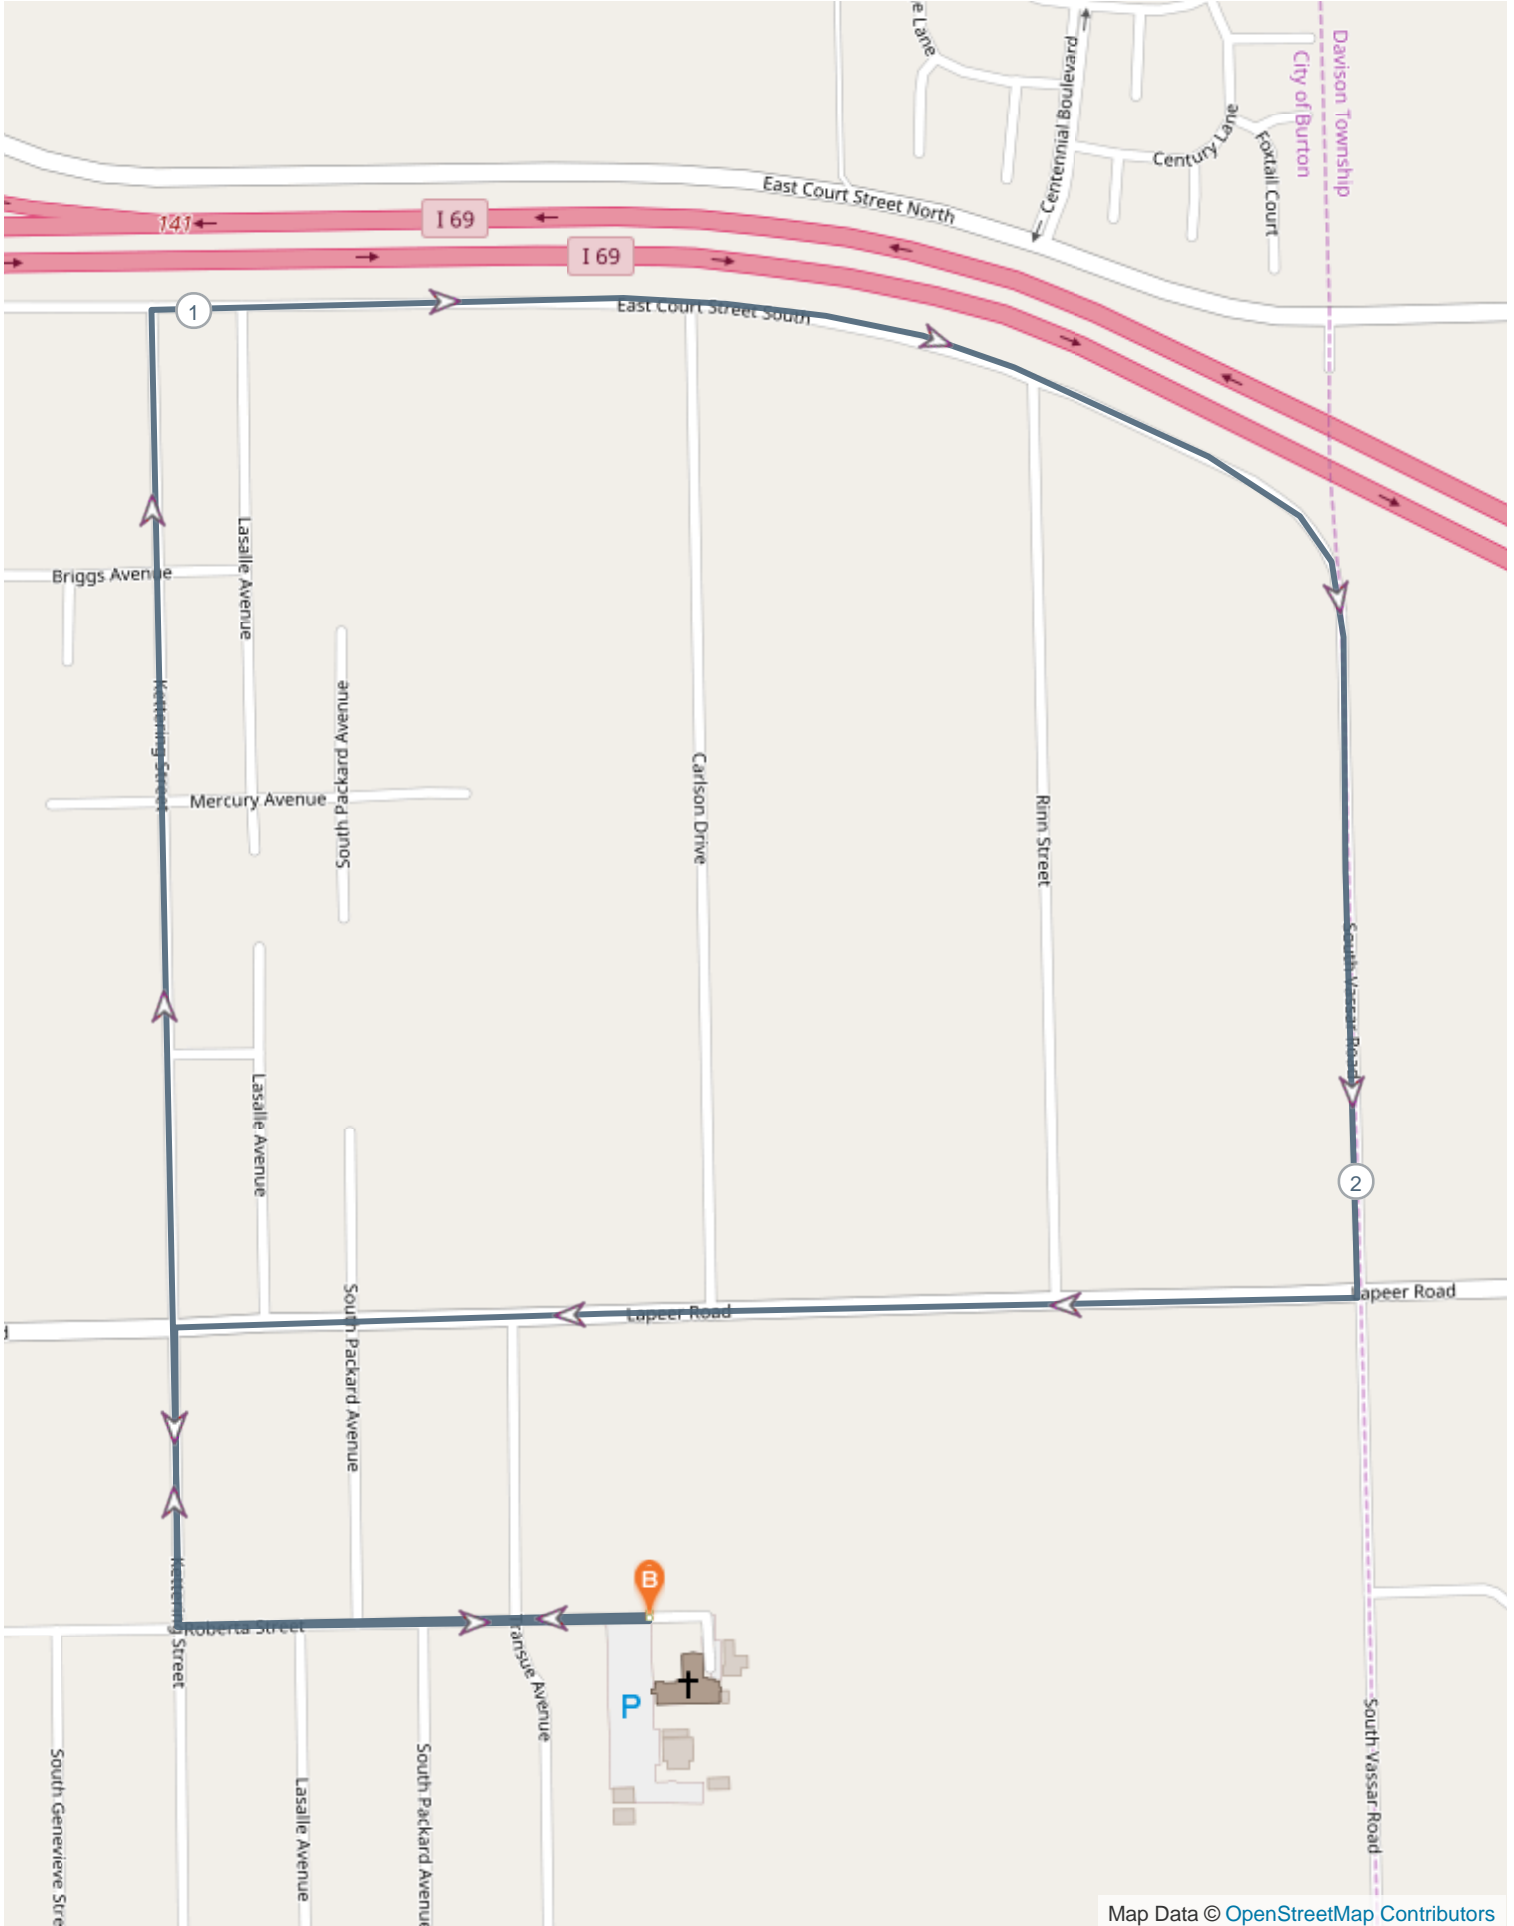 e Lane
Centennial Boulevard
Century Lane
Foxtail Court
City of Burton
Davison Township
East Court Street North
141
I 69
I 69
1
East Court Street South
Briggs Avenue
Lasalle Avenue
Kettering Street
South Packard Avenue
Mercury Avenue
Carlson Drive
Rinn Street
South Vassar Road
Lasalle Avenue
2
South Packard Avenue
Lapeer Road
Lapeer Road
d
Kettering Street
Roberta Street
B
Transue Avenue
P
South Genevieve Stre
Lasalle Avenue
South Packard Avenue
South Vassar Road
Map Data © OpenStreetMap Contributors